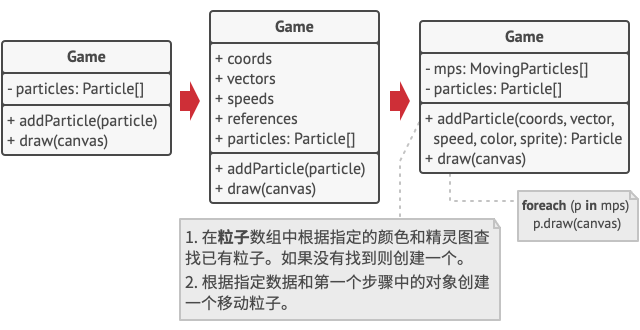 Game
- particles: Particle[]
+ addParticle(particle)
+ draw(canvas)
Game
+ coords
+ vectors
+ speeds
+ references
+ particles: Particle[]
+ addParticle(particle)
+ draw(canvas)
Game
- mps: MovingParticles[]
- particles: Particle[]
+ addParticle(coords, vector,
speed, color, sprite): Particle
+ draw(canvas)
foreach (p in mps)
p.draw(canvas)
1. 在粒子数组中根据指定的颜色和精灵图查
找已有粒子。如果没有找到则创建一个。
2. 根据指定数据和第一个步骤中的对象创建
一个移动粒子。